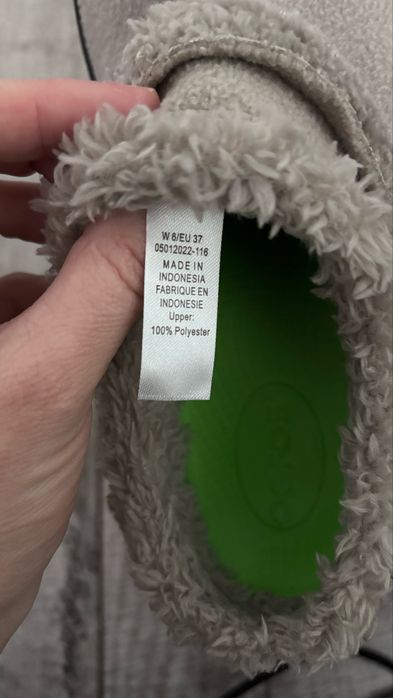 W 6/EU 37
05012022-116
MADE IN
INDONESIA
FABRIQUE EN
INDONESIE
Upper:
100% Polyester